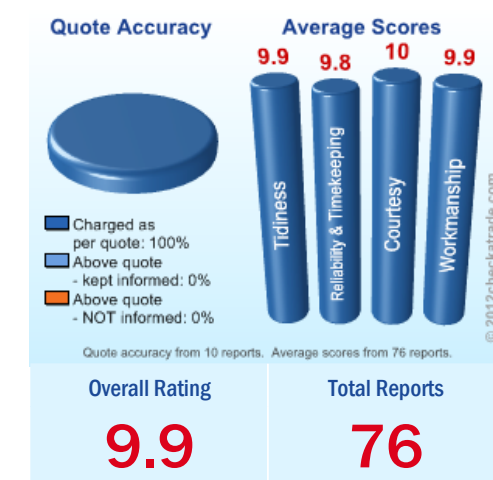 Quote Accuracy
Average Scores
9.9
9.8
10
9.9
Tidiness
Reliability & Timekeeping
Courtesy
Workmanship
Charged as
per quote: 100%
Above quote
- kept informed: 0%
Above quote
- NOT informed: 0%
© 2012checkatrade.com
Quote accuracy from 10 reports. Average scores from 76 reports.
Overall Rating
Total Reports
9.9
76